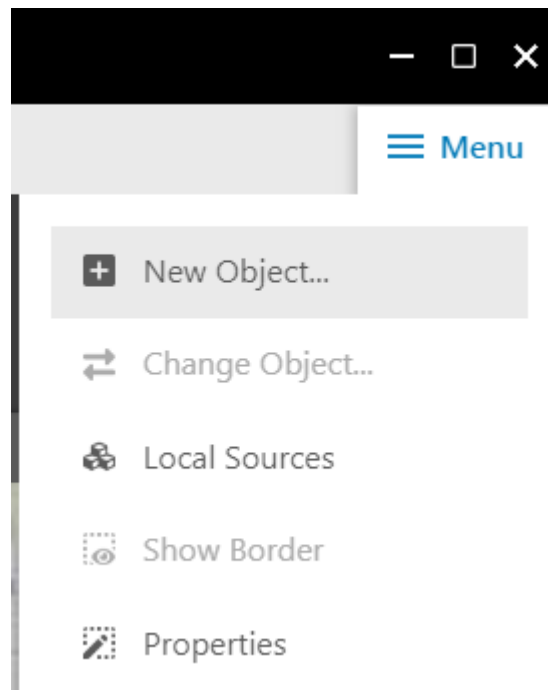 Menu
New Object...
Change Object...
Local Sources
Show Border
Properties